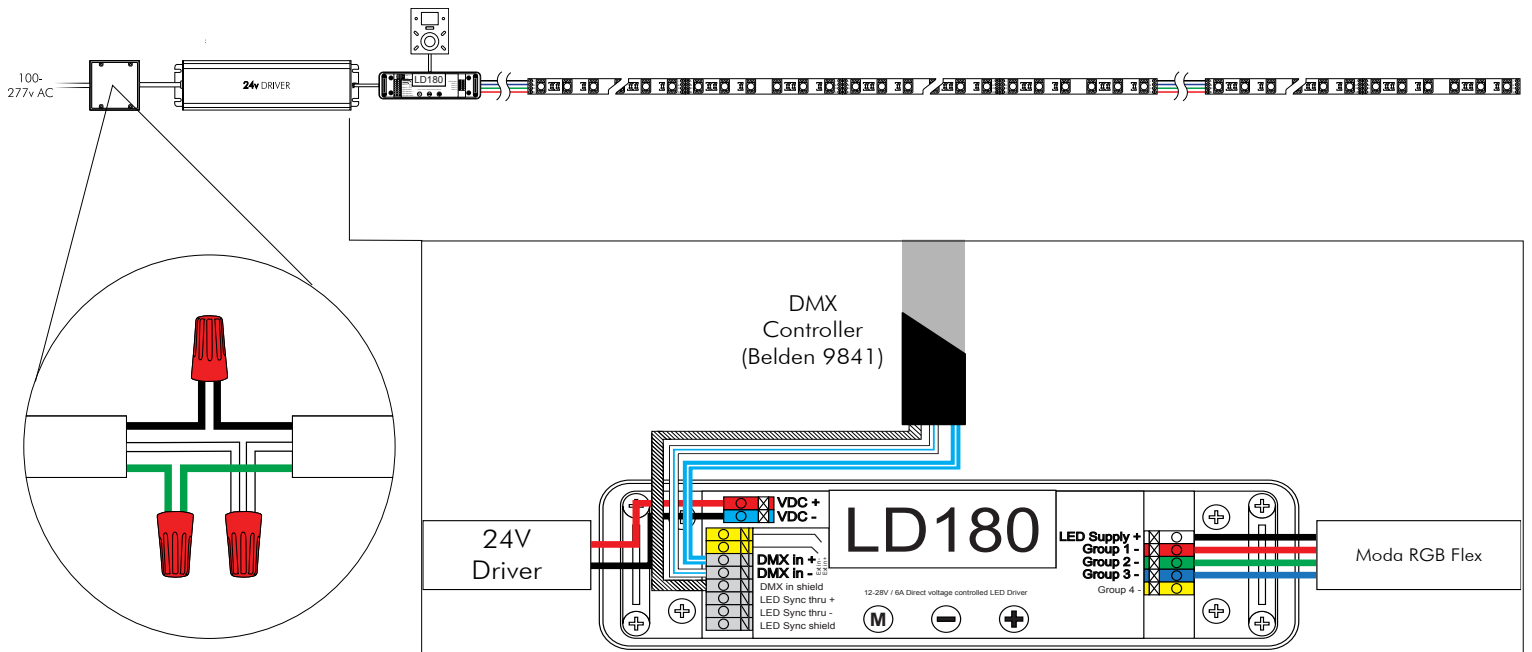 100-
277v AC
24v DRIVER
LD180
DMX
Controller
(Belden 9841)
24V
Driver
VDC +
VDC -
DMX in +
DMX in -
DMX in shield
LED Sync thru +
LED Sync thru -
LED Sync shield
LD180
12-28V / 6A Direct voltage controlled LED Driver
M
LED Supply +
Group 1 -
Group 2 -
Group 3 -
Group 4 -
Moda RGB Flex